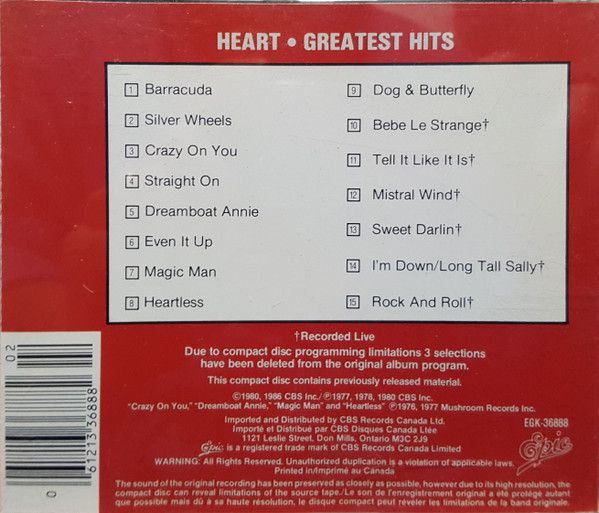 HEART • GREATEST HITS
1 Barracuda
2 Silver Wheels
3 Crazy On You
4 Straight On
5 Dreamboat Annie
6 Even It Up
7 Magic Man
8 Heartless
9 Dog & Butterfly
10 Bebe Le Strange†
11 Tell It Like It Is†
12 Mistral Wind†
13 Sweet Darlin†
14 I'm Down/Long Tall Sally†
15 Rock And Roll†
†Recorded Live
Due to compact disc programming limitations 3 selections
have been deleted from the original album program.
This compact disc contains previously released material.
©1980, 1986 CBS Inc./℗1977, 1978, 1980 CBS Inc.
"Crazy On You," "Dreamboat Annie," "Magic Man" and "Heartless" ℗1976, 1977 Mushroom Records Inc.
Imported and Distributed by CBS Records Canada Ltd.
Importé et Distribué par CBS Disques Canada Ltée
1121 Leslie Street, Don Mills, Ontario M3C 2J9
Epic is a registered trade mark of CBS Records Canada Limited
WARNING: All Rights Reserved. Unauthorized duplication is a violation of applicable laws.
Printed in/Imprimé au Canada
EGK-36888
Epic
The sound of the original recording has been preserved as closely as possible, however due to its high resolution, the
compact disc can reveal limitations of the source tape./Le son de l'enregistrement original a été protégé autant
que possible mais dû à sa haute résolution, le disque compact peut révéler les limitations de la bande originale.
02
61213 36888
0